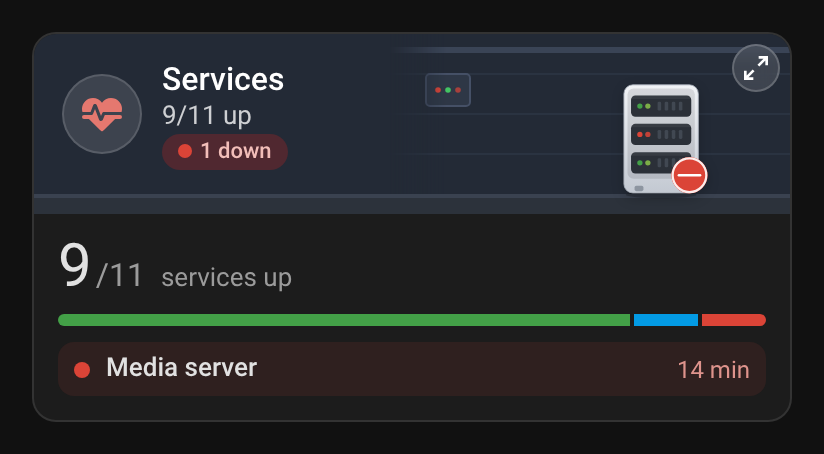 Services
9/11 up
1 down
9/11 services up
Media server 14 min